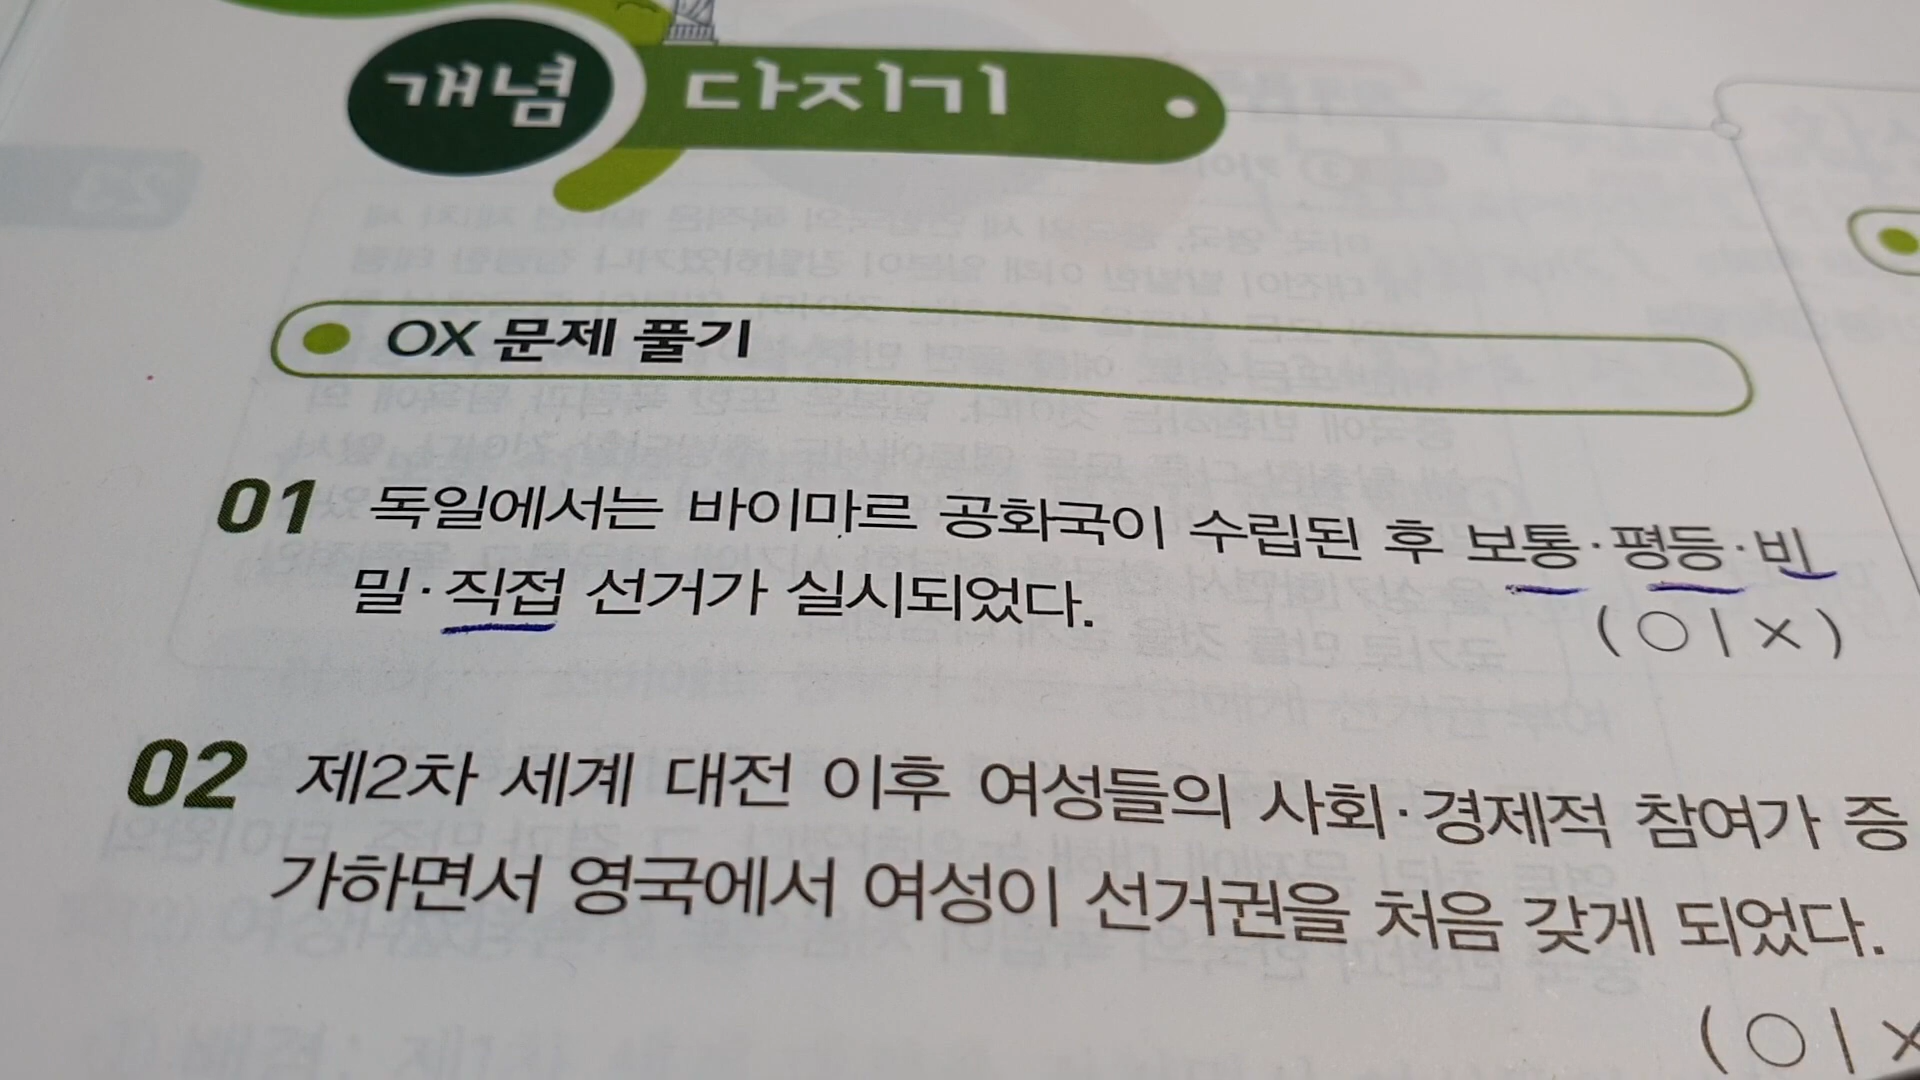 개념 다지기
OX 문제 풀기
01 독일에서는 바이마르 공화국이 수립된 후 보통·평등·빈
밀·직접 선거가 실시되었다.
( ○ | × )
02 제2차 세계 대전 이후 여성들의 사회·경제적 참여가 증
가하면서 영국에서 여성이 선거권을 처음 갖게 되었다.
( ○ | ×